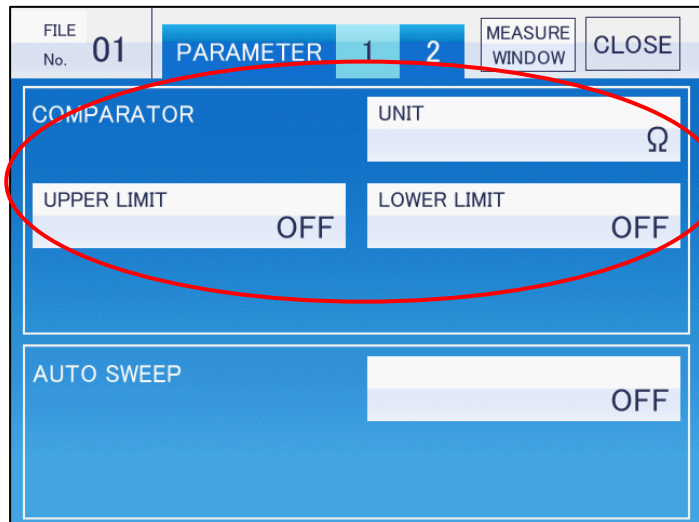 FILE
No. 01 PARAMETER 1 2 MEASURE WINDOW CLOSE
COMPARATOR
UNIT
Ω
UPPER LIMIT
OFF
LOWER LIMIT
OFF
AUTO SWEEP
OFF